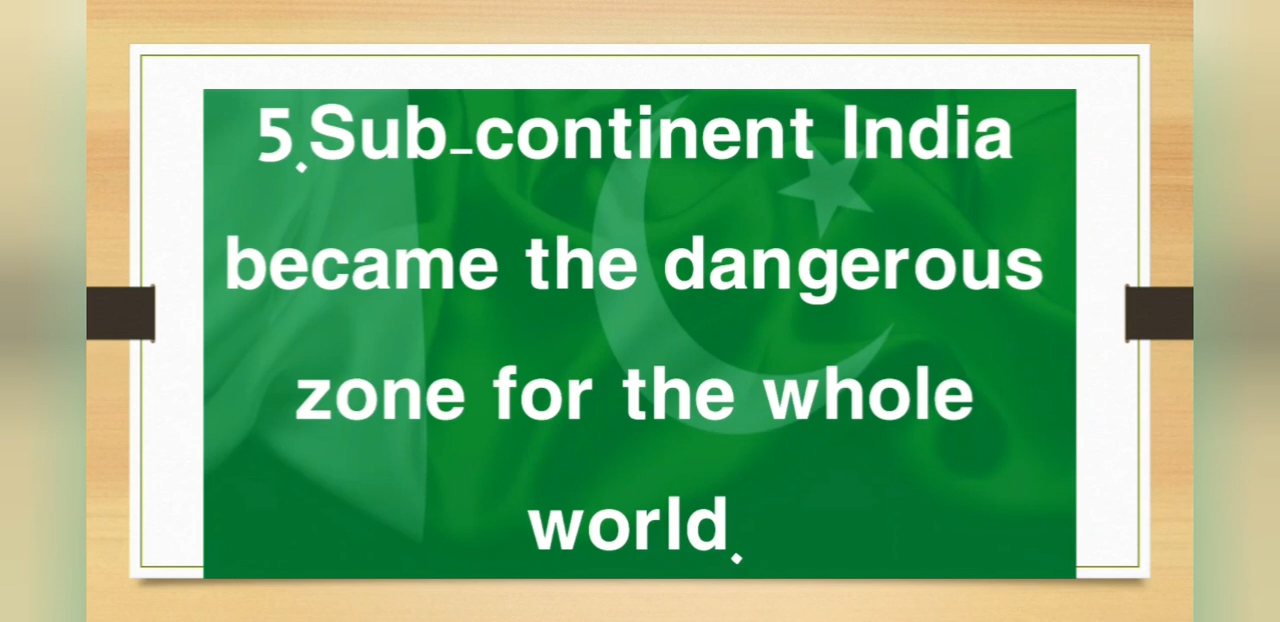 5.Sub-continent India
became the dangerous
zone for the whole
world.